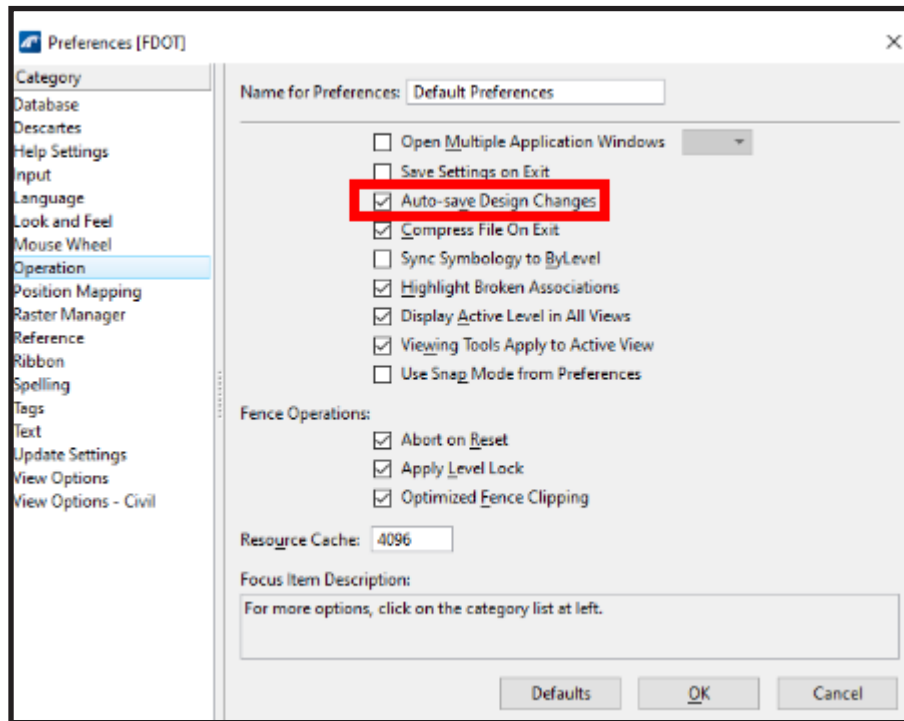 Preferences [FDOT]
Category
Database
Descartes
Help Settings
Input
Language
Look and Feel
Mouse Wheel
Operation
Position Mapping
Raster Manager
Reference
Ribbon
Spelling
Tags
Text
Update Settings
View Options
View Options - Civil
Name for Preferences: Default Preferences
Open Multiple Application Windows
Save Settings on Exit
Auto-save Design Changes
Compress File On Exit
Sync Symbology to ByLevel
Highlight Broken Associations
Display Active Level in All Views
Viewing Tools Apply to Active View
Use Snap Mode from Preferences
Fence Operations:
Abort on Reset
Apply Level Lock
Optimized Fence Clipping
Resource Cache: 4096
Focus Item Description:
For more options, click on the category list at left.
Defaults OK Cancel